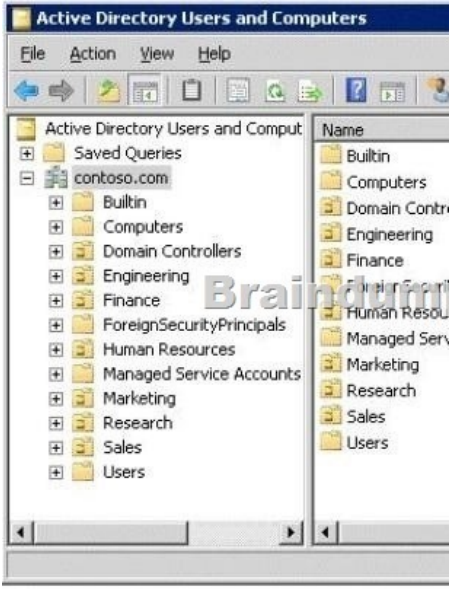 Active Directory Users and Computers
File Action View Help
Active Directory Users and Comput
Saved Queries
contoso.com
Builtin
Computers
Domain Controllers
Engineering
Finance
ForeignSecurityPrincipals
Human Resources
Managed Service Accounts
Marketing
Research
Sales
Users
Name
Builtin
Computers
Domain Contr
Engineering
Finance
Human Resou
Managed Serv
Marketing
Research
Sales
Users
Braindump